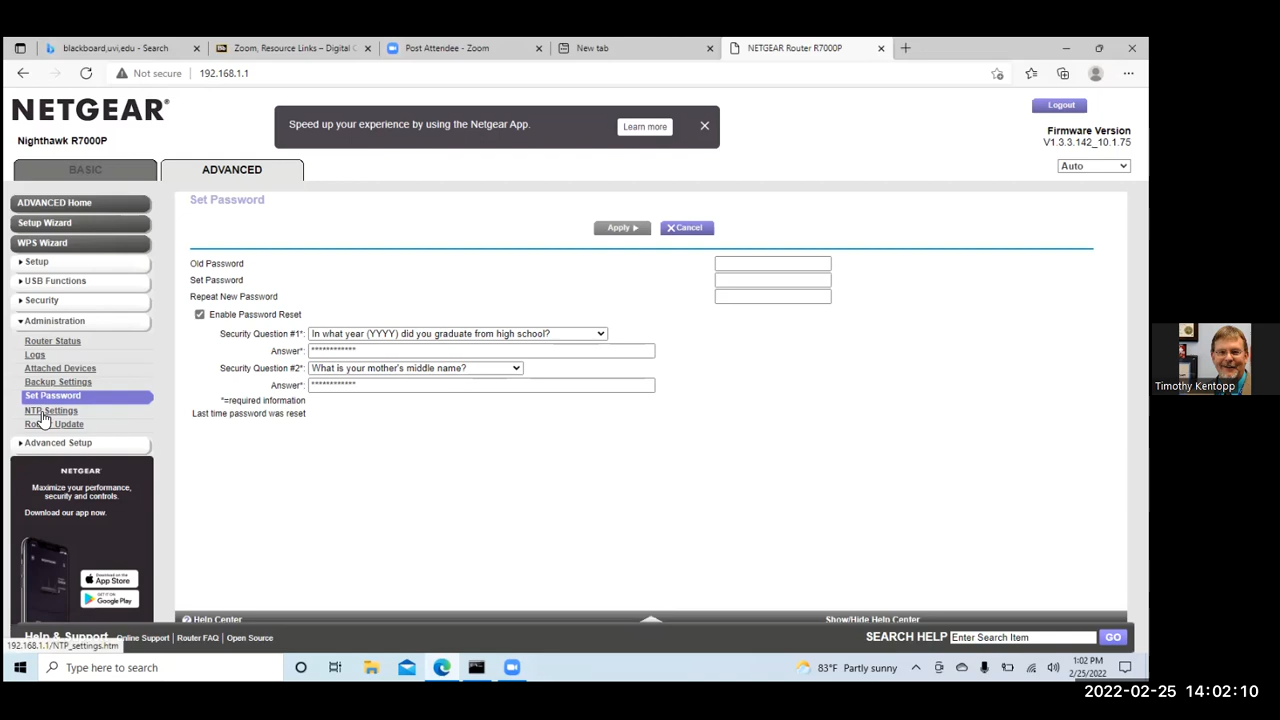 blackboard,uvi,edu - Search
Zoom, Resource Links – Digital C
Post Attendee - Zoom
New tab
NETGEAR Router R7000P
Not secure
192.168.1.1
NETGEAR®
Nighthawk R7000P
Speed up your experience by using the Netgear App.
Learn more
Logout
Firmware Version
V1.3.3.142_10.1.75
Auto
BASIC
ADVANCED
ADVANCED Home
Setup Wizard
WPS Wizard
Setup
USB Functions
Security
Administration
Router Status
Logs
Attached Devices
Backup Settings
Set Password
NTP Settings
Update
Advanced Setup
NETGEAR
Maximize your performance,
security and controls.
Download our app now.
Download on the
App Store
GET IT ON
Google Play
Set Password
Apply
Cancel
Old Password
Set Password
Repeat New Password
Enable Password Reset
Security Question #1*:
In what year (YYYY) did you graduate from high school?
Answer*:
************
Security Question #2*:
What is your mother's middle name?
Answer*:
************
*=required information
Last time password was reset
Help Center
Show/Hide Help Center
Help & Support
Online Support | Router FAQ | Open Source
SEARCH HELP
Enter Search Item
GO
192.168.1.1/NTP_settings.htm
Type here to search
83°F Partly sunny
1:02 PM
2/25/2022
Timothy Kentopp
2022-02-25 14:02:10